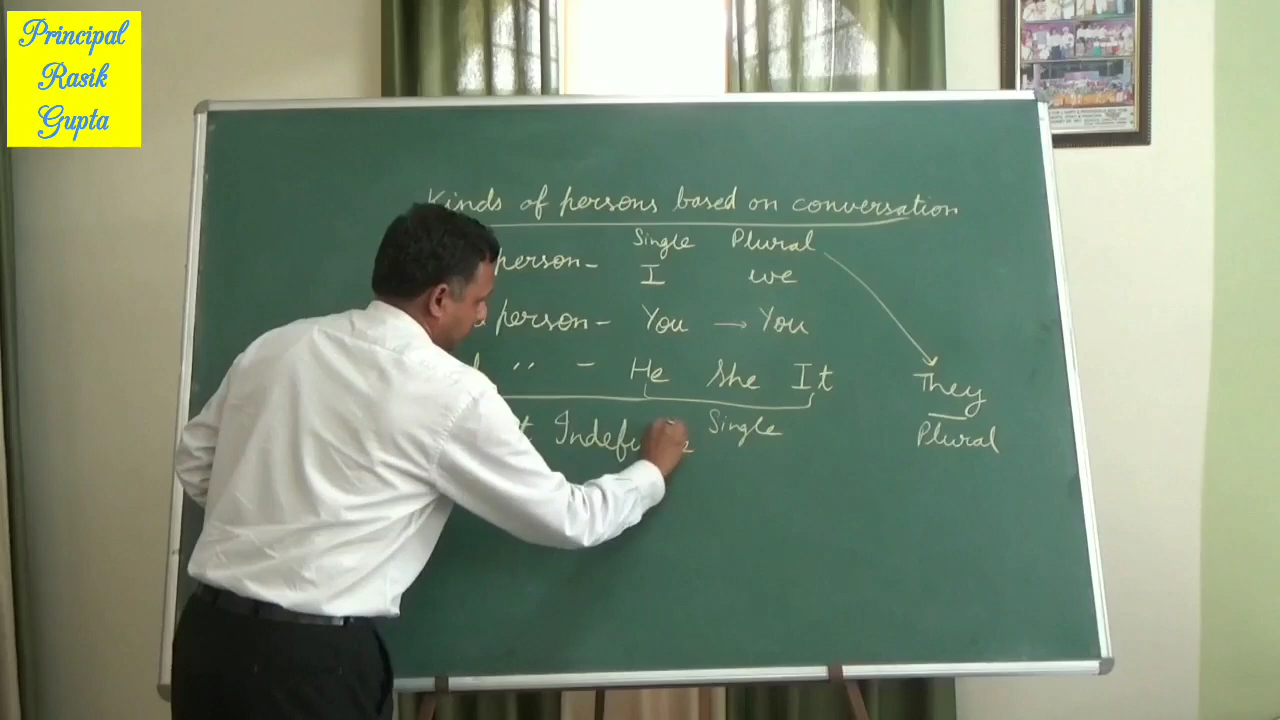 Principal
Rasik
Gupta
Kinds of persons based on conversation
Single Plural
person - I we
person - You → You
,, - He She It
They
Single
Plural